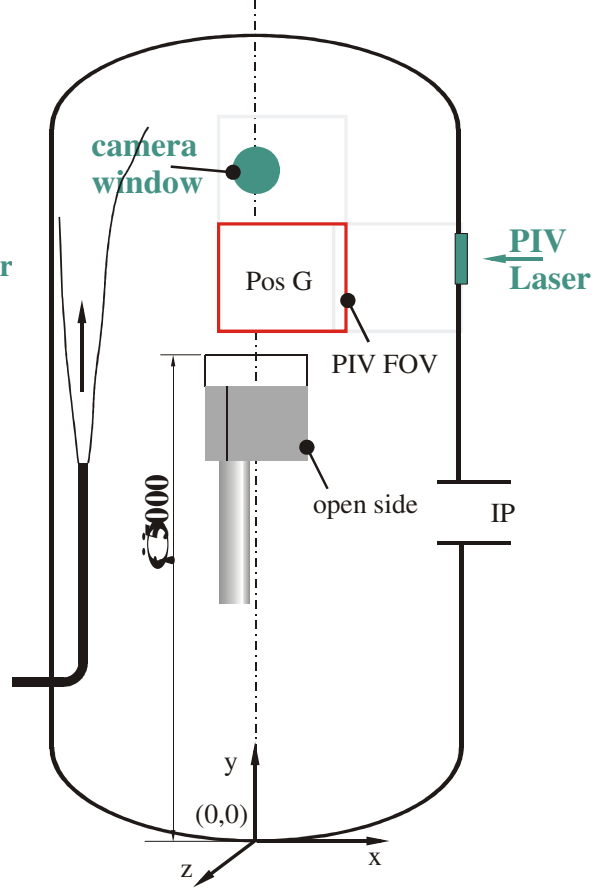 camera
window
PIV
Laser
r
Pos G
PIV FOV
open side
IP
y
(0,0)
x
z